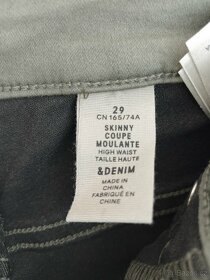 29
CN 165/74A
SKINNY
COUPE
MOULANTE
HIGH WAIST
TAILLE HAUTE
&DENIM
MADE IN
CHINA
FABRIQUÉ EN
CHINE